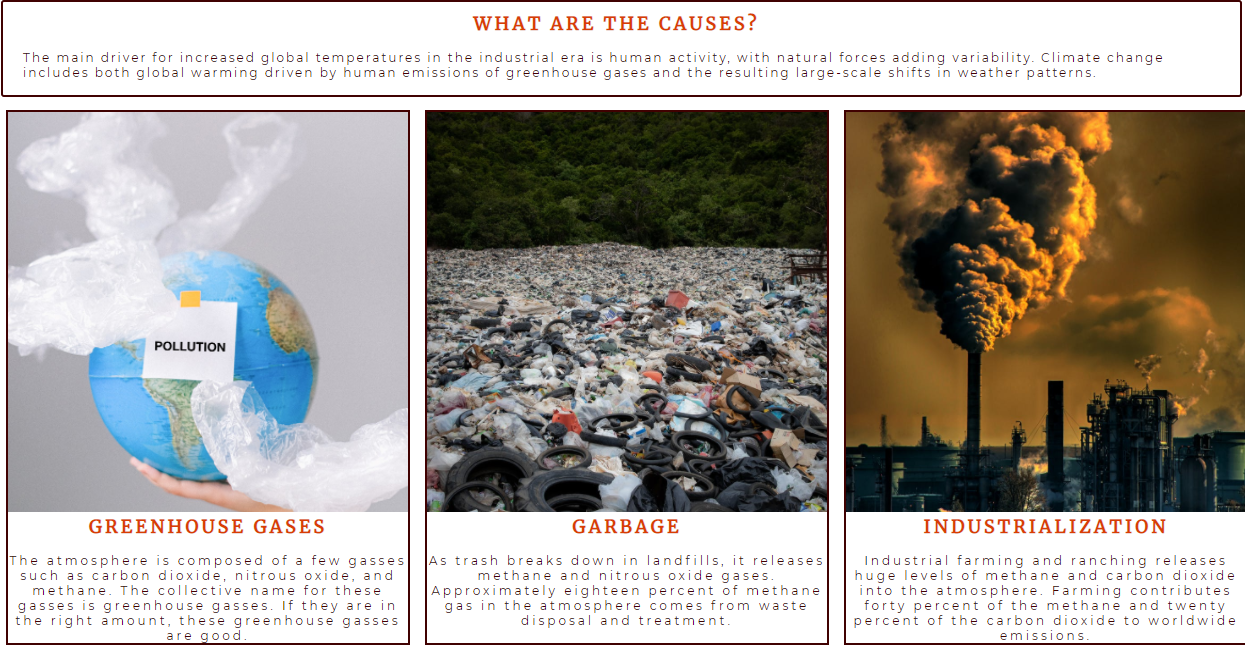 WHAT ARE THE CAUSES?
The main driver for increased global temperatures in the industrial era is human activity, with natural forces adding variability. Climate change
includes both global warming driven by human emissions of greenhouse gases and the resulting large-scale shifts in weather patterns.
POLLUTION
GREENHOUSE GASES
The atmosphere is composed of a few gasses
such as carbon dioxide, nitrous oxide, and
methane. The collective name for these
gasses is greenhouse gasses. If they are in
the right amount, these greenhouse gasses
are good.
GARBAGE
As trash breaks down in landfills, it releases
methane and nitrous oxide gases.
Approximately eighteen percent of methane
gas in the atmosphere comes from waste
disposal and treatment.
INDUSTRIALIZATION
Industrial farming and ranching releases
huge levels of methane and carbon dioxide
into the atmosphere. Farming contributes
forty percent of the methane and twenty
percent of the carbon dioxide to worldwide
emissions.